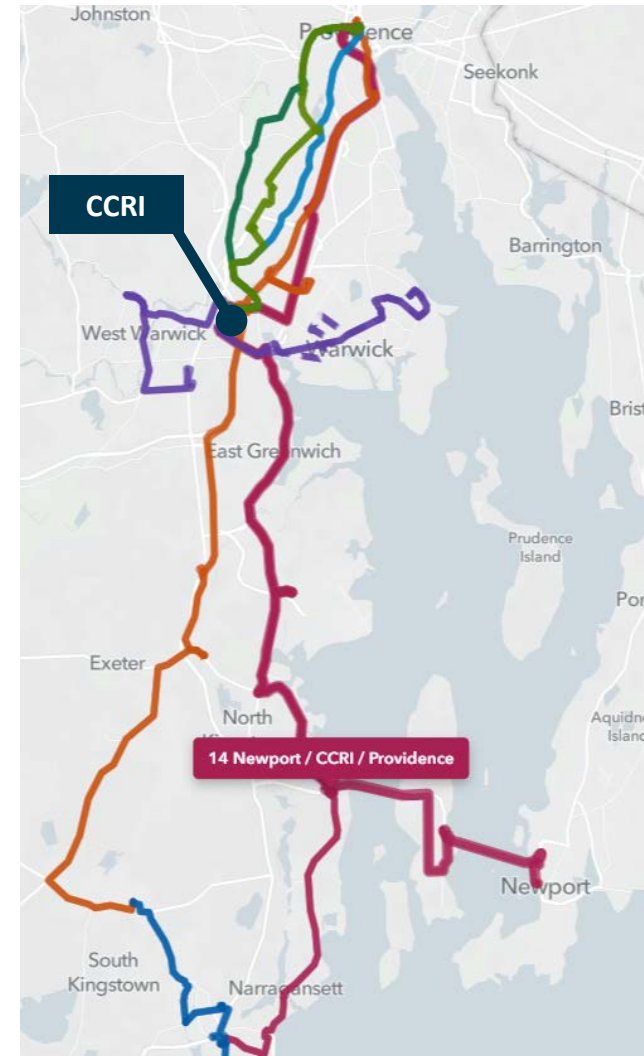 Johnston
Providence
Seekonk
CCRI
Barrington
West Warwick
Warwick
Bris
East Greenwich
Prudence
Island
Por
Exeter
Aquidne
Island
North
14 Newport / CCRI / Providence
Newport
South
Kingstown
Narragansett